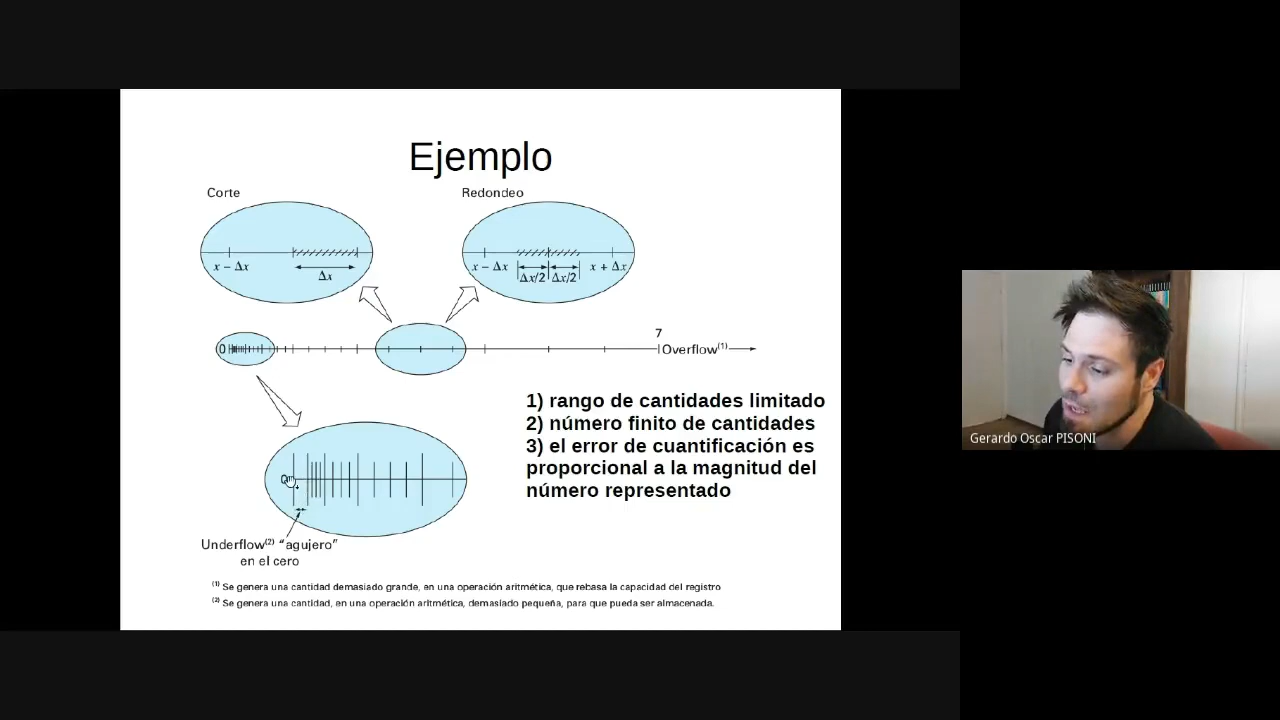 Ejemplo
Corte
Redondeo
x − Δx
Δx
x − Δx
Δx/2
Δx/2
x + Δx
0
7
Overflow(1)
1) rango de cantidades limitado
2) número finito de cantidades
3) el error de cuantificación es
proporcional a la magnitud del
número representado
0
Underflow(2) “agujero”
en el cero
(1) Se genera una cantidad demasiado grande, en una operación aritmética, que rebasa la capacidad del registro
(2) Se genera una cantidad, en una operación aritmética, demasiado pequeña, para que pueda ser almacenada.
Gerardo Oscar PISONI